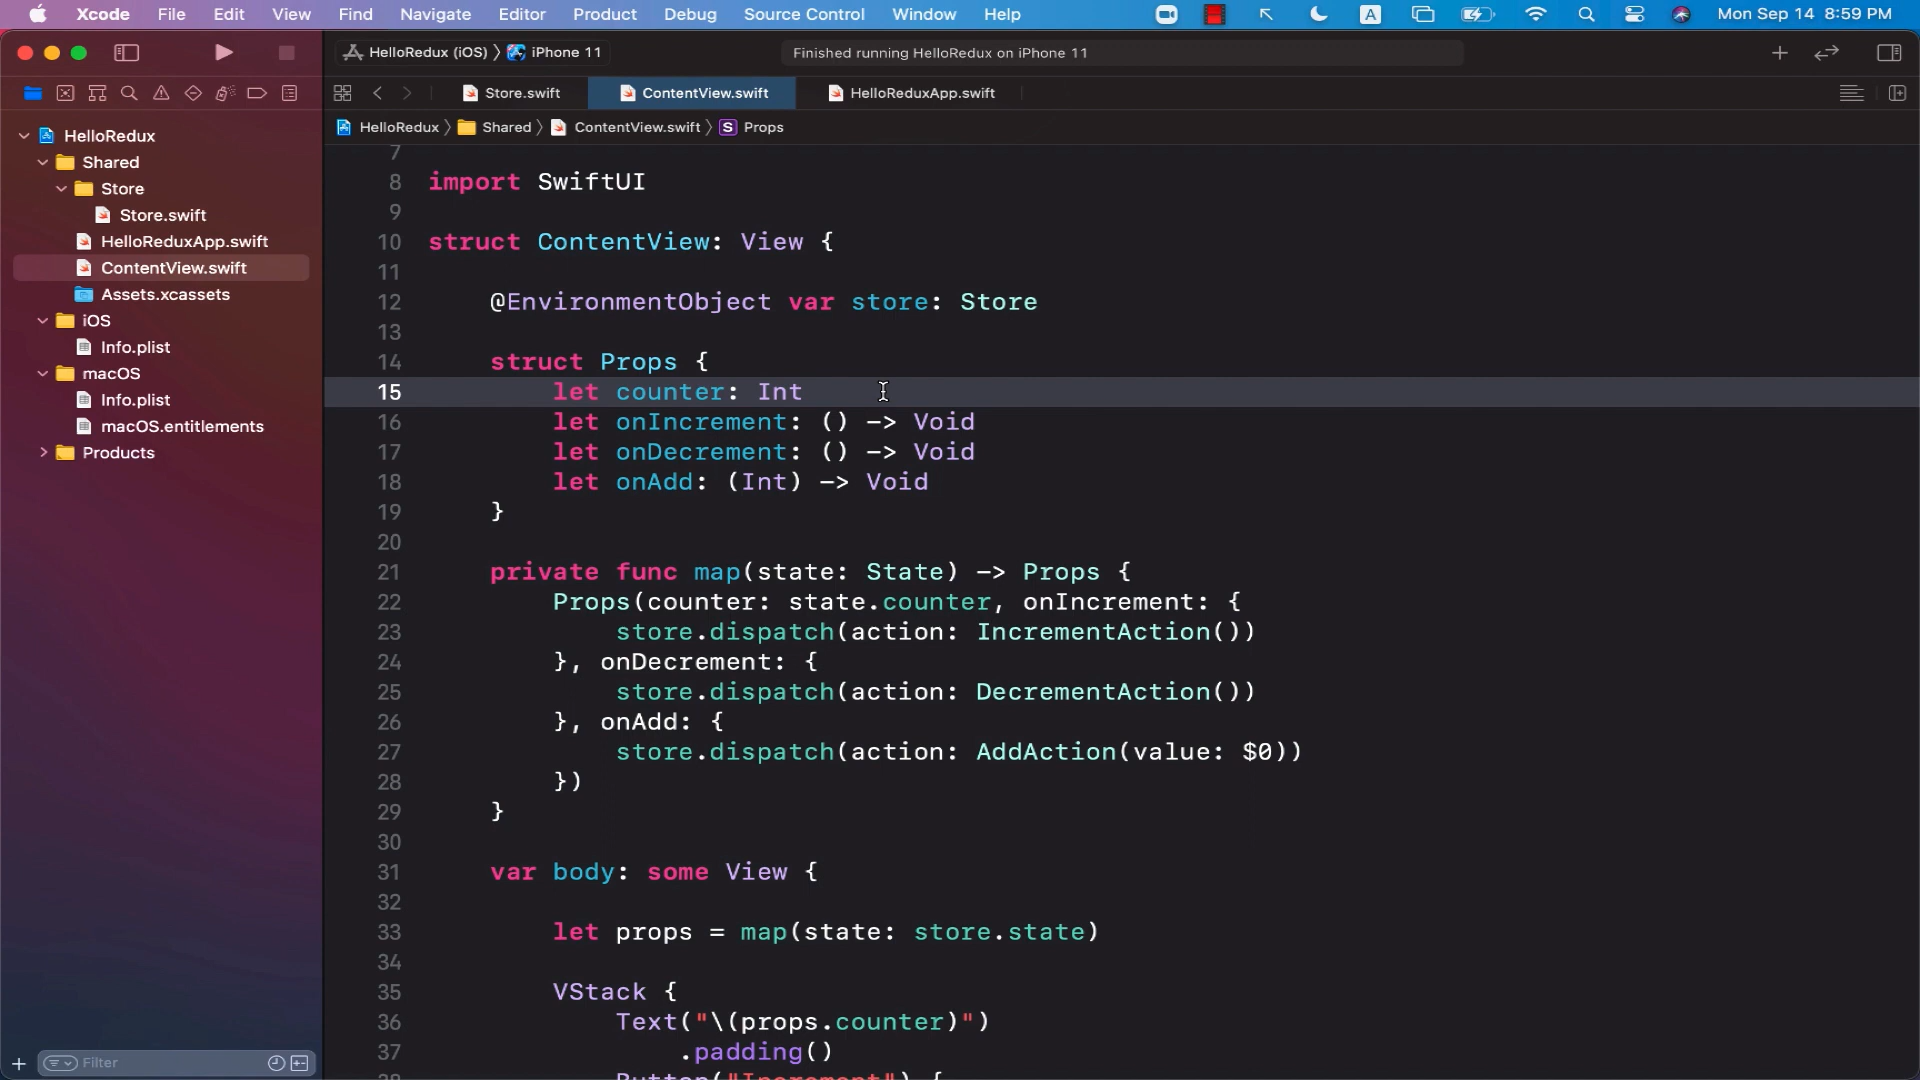 Xcode File Edit View Find Navigate Editor Product Debug Source Control Window Help A Mon Sep 14 8:59 PM
HelloRedux (iOS) iPhone 11 Finished running HelloRedux on iPhone 11
Store.swift ContentView.swift HelloReduxApp.swift
HelloRedux Shared ContentView.swift S Props
HelloRedux
Shared
Store
Store.swift
HelloReduxApp.swift
ContentView.swift
Assets.xcassets
iOS
Info.plist
macOS
Info.plist
macOS.entitlements
Products
Filter
7
8 import SwiftUI
9
10 struct ContentView: View {
11
12 @EnvironmentObject var store: Store
13
14 struct Props {
15 let counter: Int
16 let onIncrement: () -> Void
17 let onDecrement: () -> Void
18 let onAdd: (Int) -> Void
19 }
20
21 private func map(state: State) -> Props {
22 Props(counter: state.counter, onIncrement: {
23 store.dispatch(action: IncrementAction())
24 }, onDecrement: {
25 store.dispatch(action: DecrementAction())
26 }, onAdd: {
27 store.dispatch(action: AddAction(value: $0))
28 })
29 }
30
31 var body: some View {
32
33 let props = map(state: store.state)
34
35 VStack {
36 Text("\(props.counter)")
37 .padding()
38 Button("Increment") {